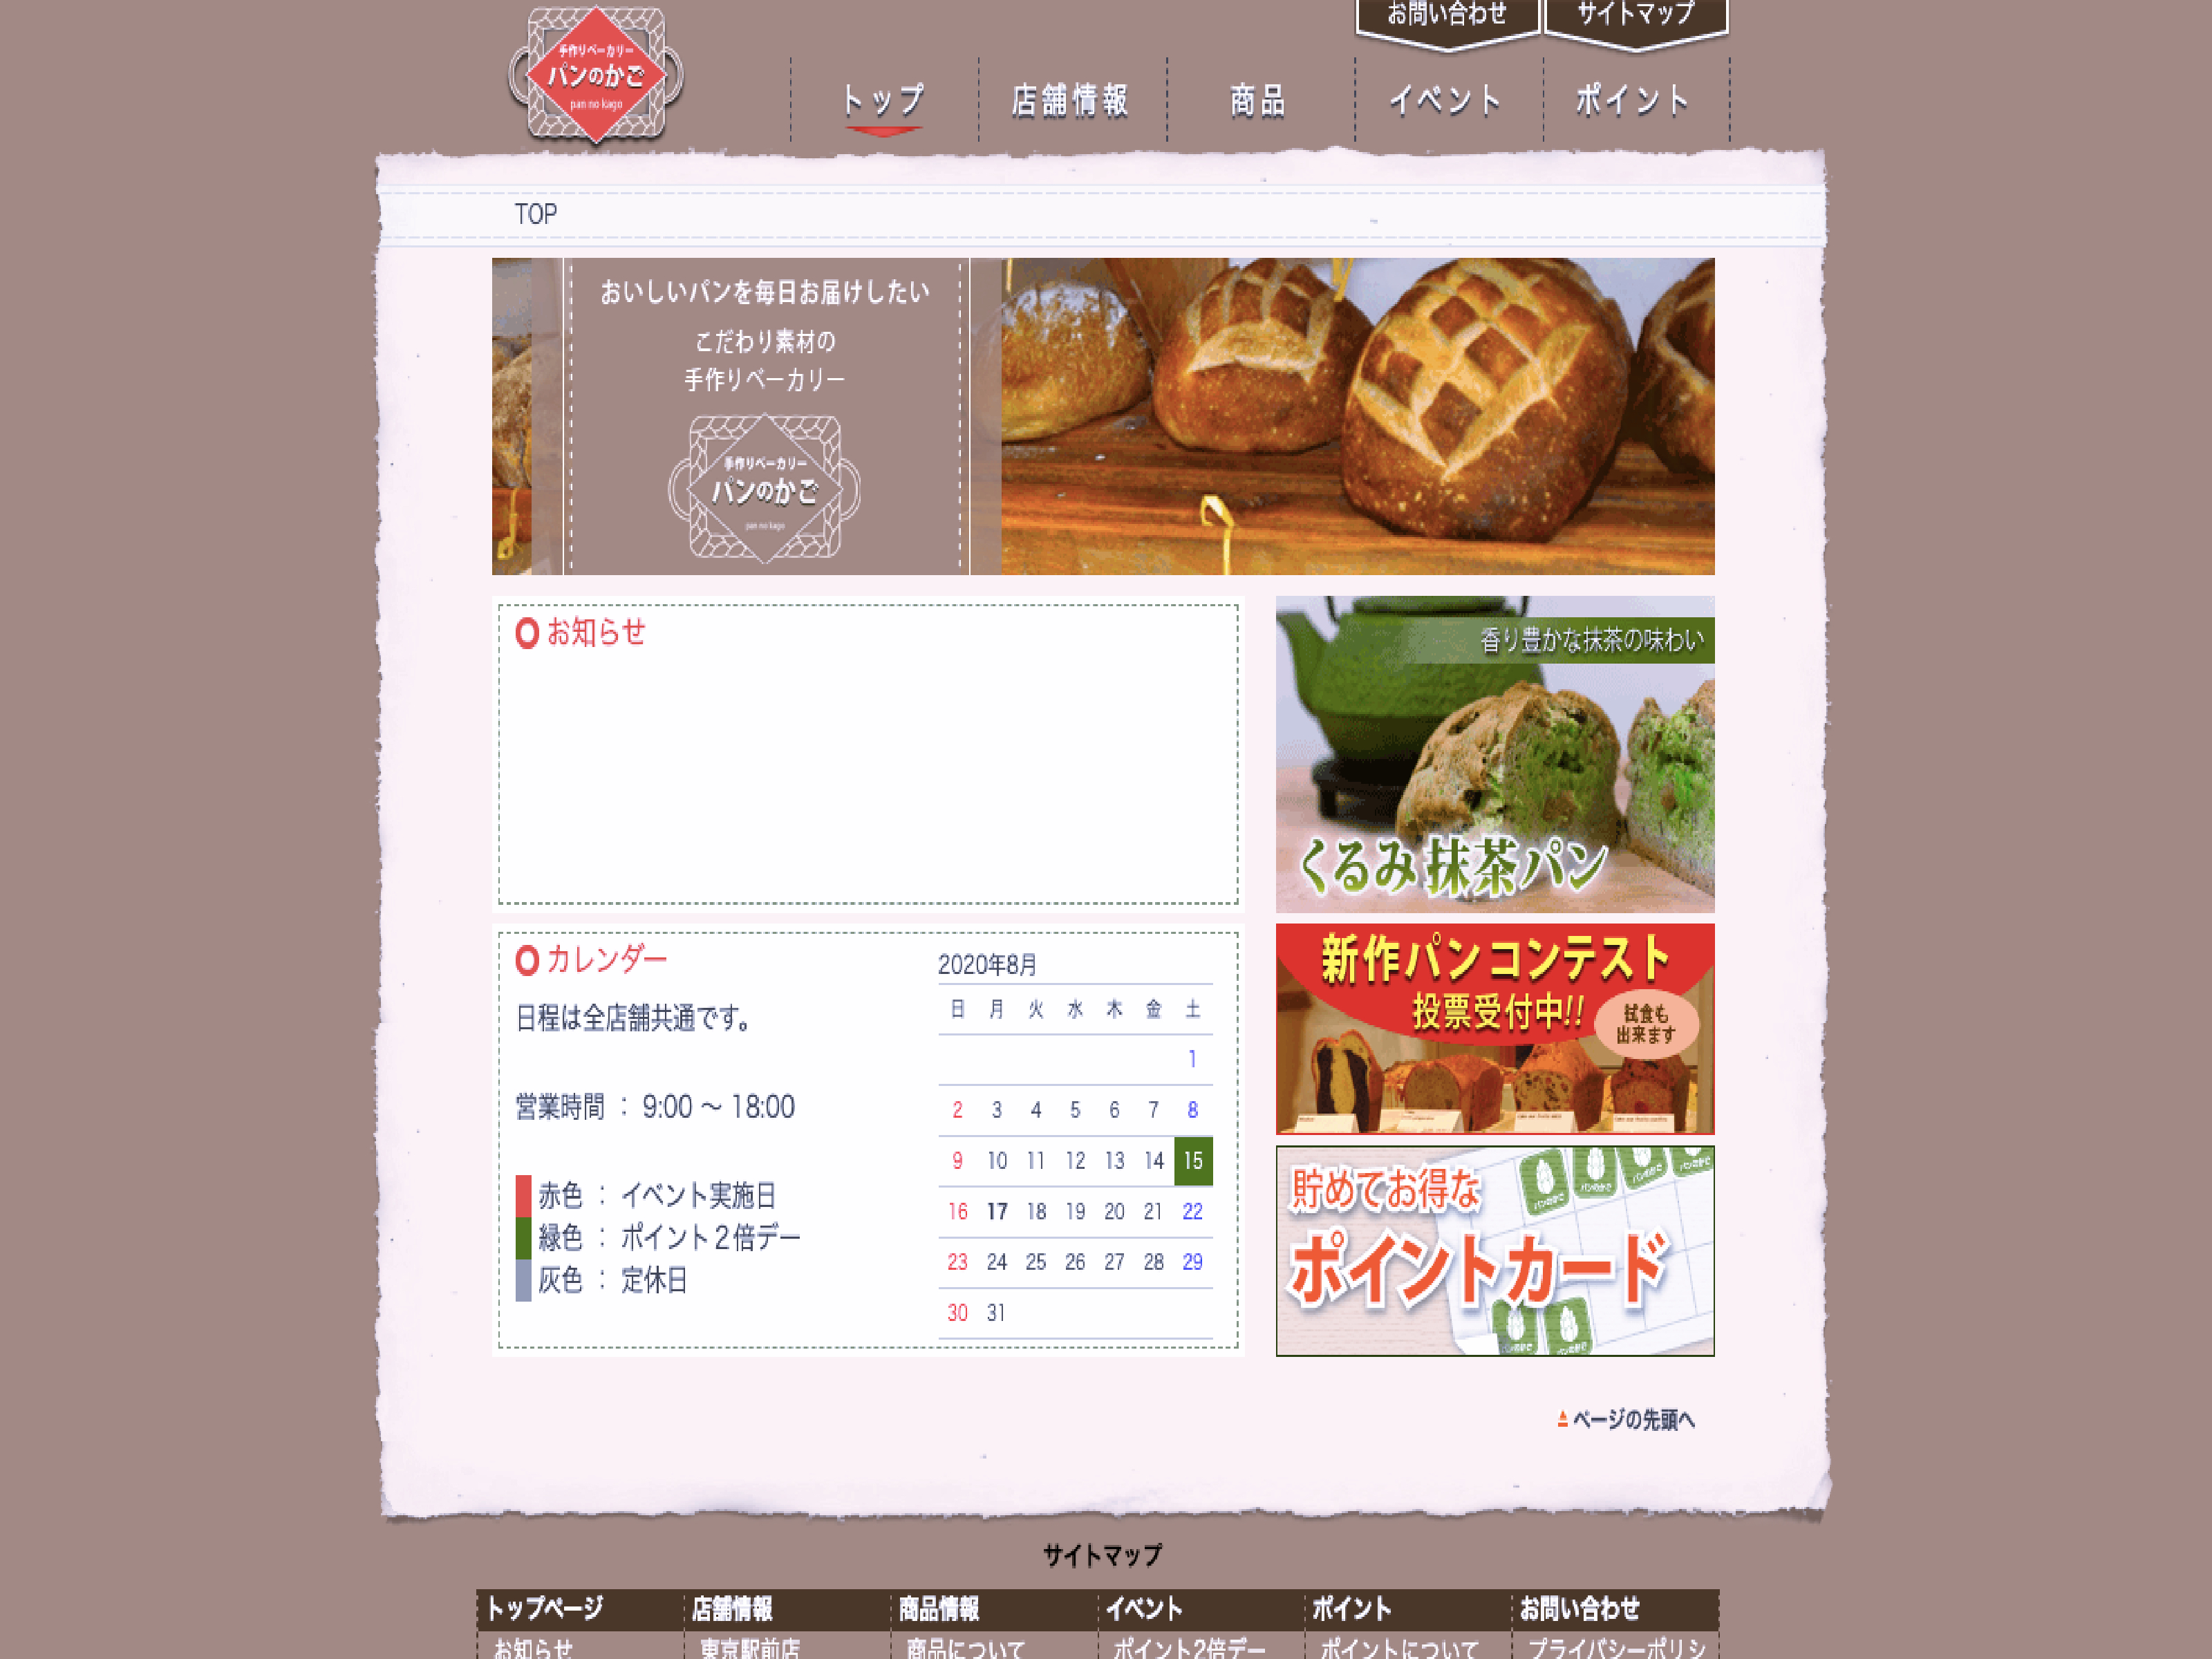 お問い合わせ サイトマップ
手作りベーカリー
パンのかご
pan no kago
トップ 店舗情報 商品 イベント ポイント
TOP
おいしいパンを毎日お届けしたい
こだわり素材の
手作りベーカリー
手作りベーカリー
パンのかご
pan no kago
お知らせ
香り豊かな抹茶の味わい
くるみ抹茶パン
カレンダー
日程は全店舗共通です。
営業時間 : 9:00 ～ 18:00
赤色 : イベント実施日
緑色 : ポイント2倍デー
灰色 : 定休日
2020年8月
日 月 火 水 木 金 土
1
2 3 4 5 6 7 8
9 10 11 12 13 14 15
16 17 18 19 20 21 22
23 24 25 26 27 28 29
30 31
新作パンコンテスト
投票受付中!!
試食も
出来ます
貯めてお得な
ポイントカード
ページの先頭へ
サイトマップ
トップページ 店舗情報 商品情報 イベント ポイント お問い合わせ
お知らせ 東京駅前店 商品について ポイント2倍デー ポイントについて プライバシーポリシ